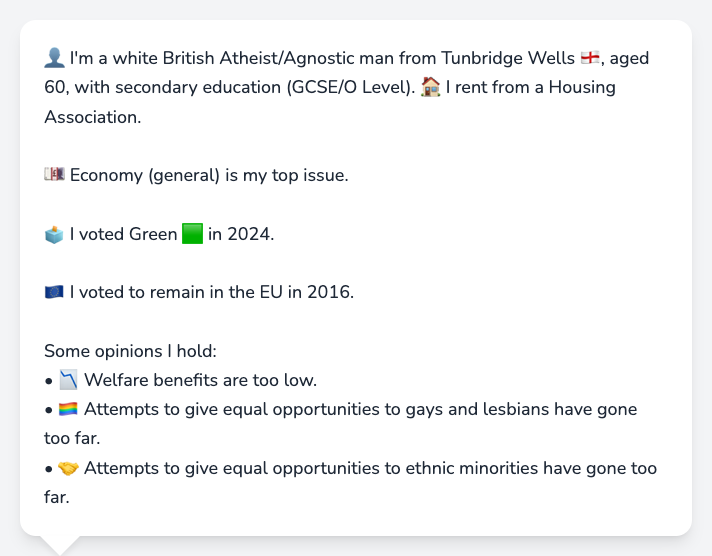 👤 I'm a white British Atheist/Agnostic man from Tunbridge Wells 🏴󠁧󠁢󠁥󠁮󠁧󠁿, aged
60, with secondary education (GCSE/O Level). 🏠 I rent from a Housing
Association.
💷 Economy (general) is my top issue.
🗳️ I voted Green 🟩 in 2024.
🇪🇺 I voted to remain in the EU in 2016.
Some opinions I hold:
• 📉 Welfare benefits are too low.
• 🏳️‍🌈 Attempts to give equal opportunities to gays and lesbians have gone
too far.
• 🤝 Attempts to give equal opportunities to ethnic minorities have gone too
far.